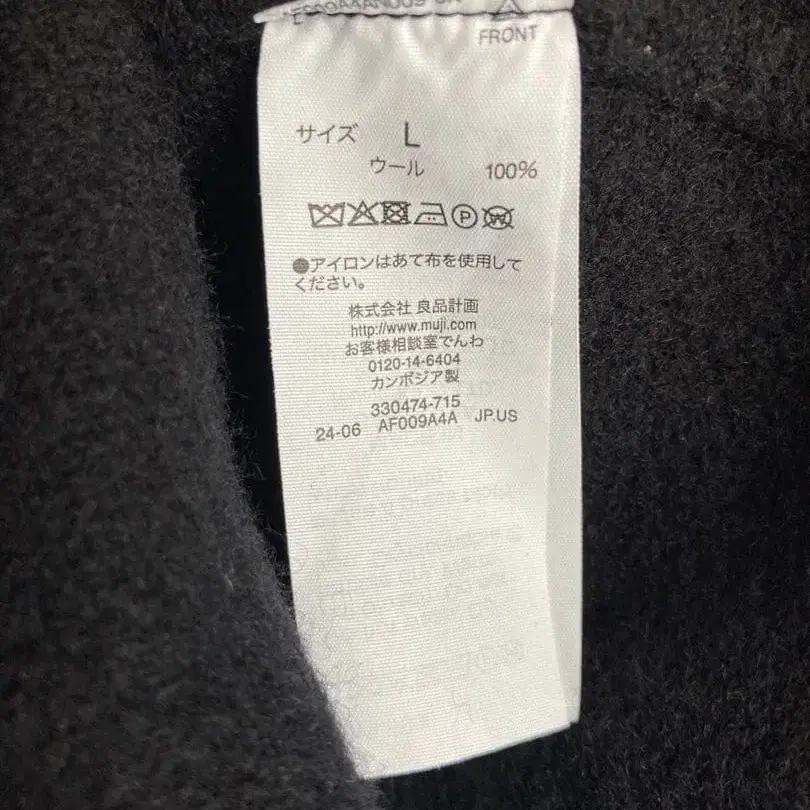 FRONT
サイズ L
ウール 100%
P W
●アイロンはあて布を使用して
ください。
株式会社 良品計画
http://www.muji.com
お客様相談室でんわ
0120-14-6404
カンボジア製
330474-715
24-06 AF009A4A JP.US